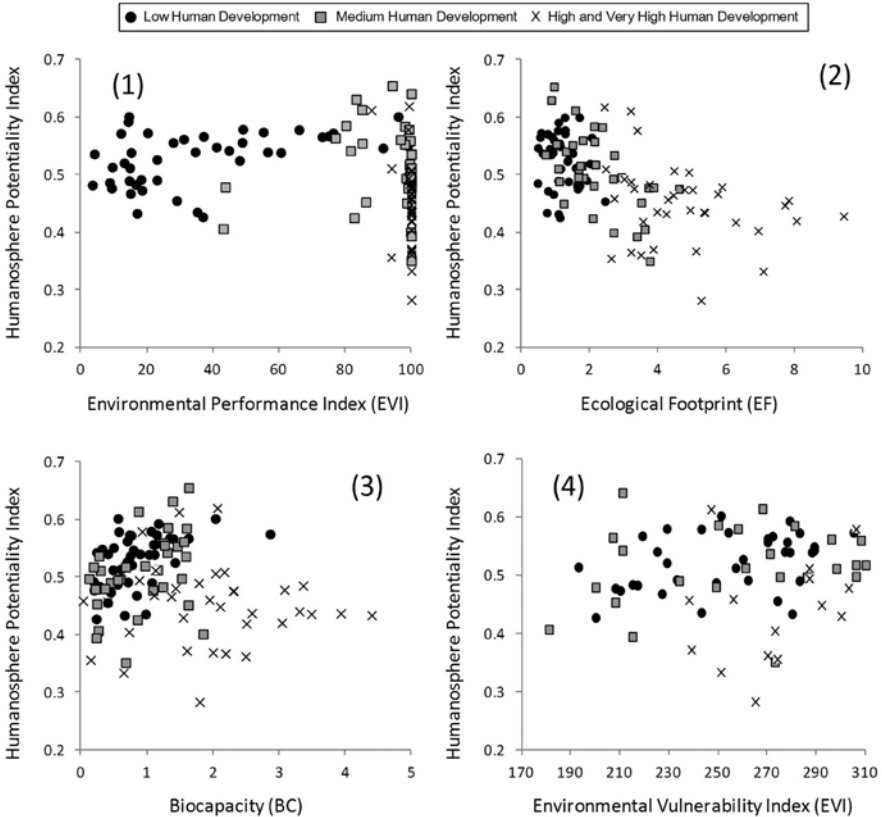 Low Human Development Medium Human Development High and Very High Human Development
(1)
Humanosphere Potentiality Index
0.7
0.6
0.5
0.4
0.3
0.2
0 20 40 60 80 100
Environmental Performance Index (EVI)
(2)
Humanosphere Potentiality Index
0.7
0.6
0.5
0.4
0.3
0.2
0 2 4 6 8 10
Ecological Footprint (EF)
(3)
Humanosphere Potentiality Index
0.7
0.6
0.5
0.4
0.3
0.2
0 1 2 3 4 5
Biocapacity (BC)
(4)
Humanosphere Potentiality Index
0.7
0.6
0.5
0.4
0.3
0.2
170 190 210 230 250 270 290 310
Environmental Vulnerability Index (EVI)